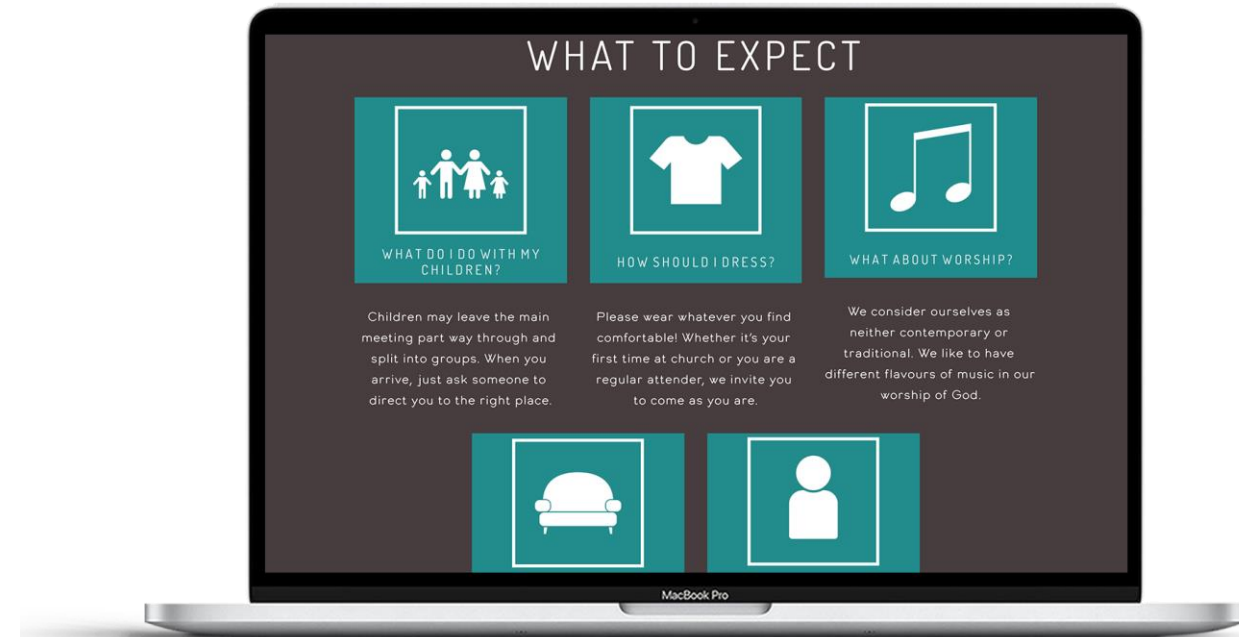 WHAT TO EXPECT
WHAT DO I DO WITH MY
CHILDREN?
Children may leave the main
meeting part way through and
split into groups. When you
arrive, just ask someone to
direct you to the right place.
HOW SHOULD I DRESS?
Please wear whatever you find
comfortable! Whether it's your
first time at church or you are a
regular attender, we invite you
to come as you are.
WHAT ABOUT WORSHIP?
We consider ourselves as
neither contemporary or
traditional. We like to have
different flavours of music in our
worship of God.
MacBook Pro